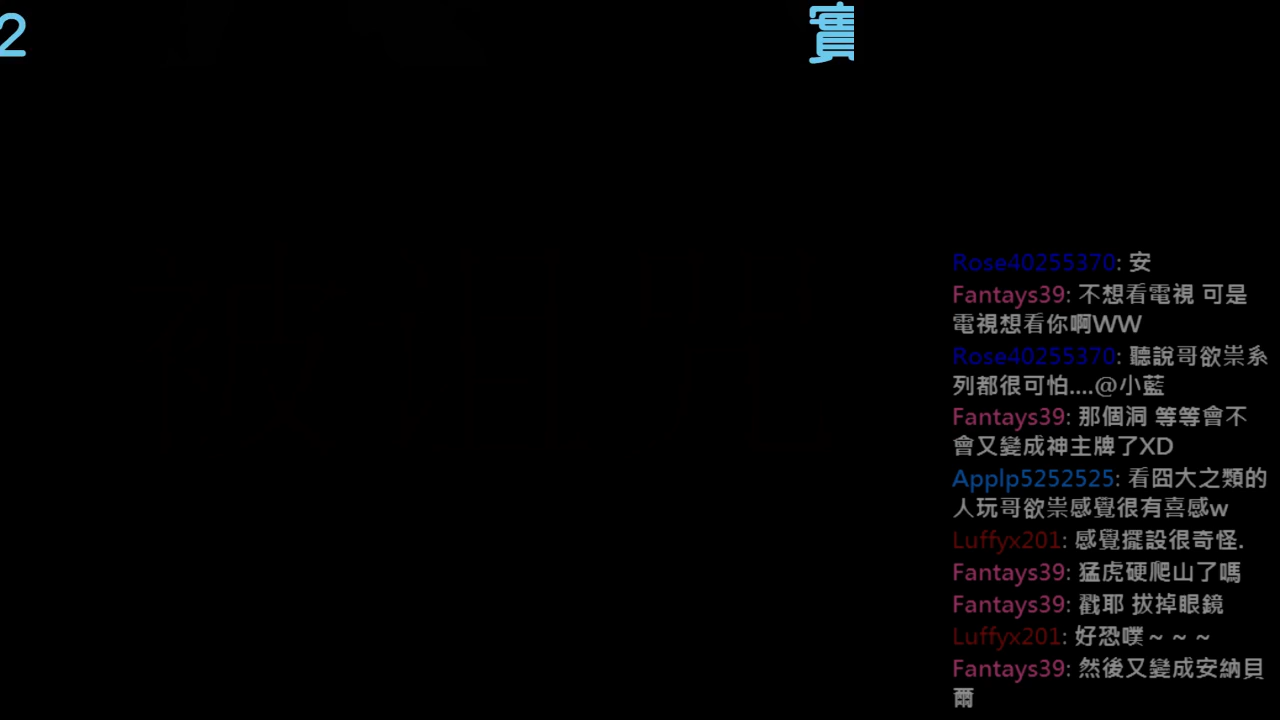 2 實
Rose40255370: 安
Fantays39: 不想看電視 可是
電視想看你啊WW
Rose40255370: 聽說哥欲祟系
列都很可怕....@小藍
Fantays39: 那個洞 等等會不
會又變成神主牌了XD
Applp5252525: 看囧大之類的
人玩哥欲祟感覺很有喜感w
Luffyx201: 感覺擺設很奇怪.
Fantays39: 猛虎硬爬山了嗎
Fantays39: 戳耶 拔掉眼鏡
Luffyx201: 好恐噗~~~
Fantays39: 然後又變成安納貝
爾